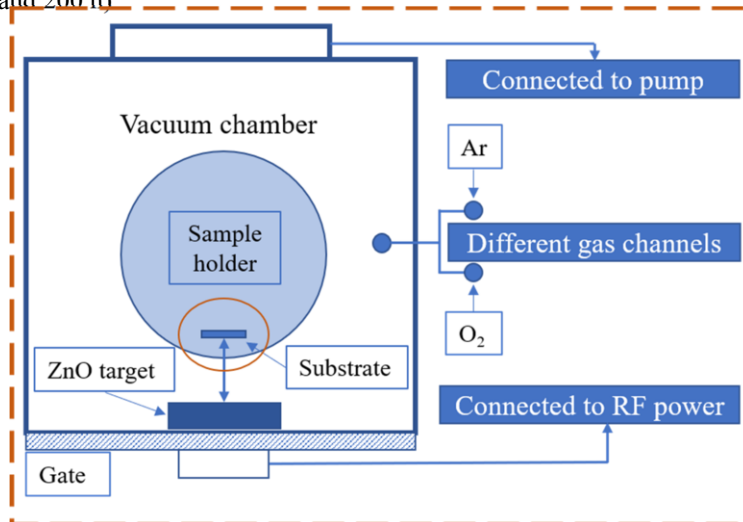 Connected to pump
Vacuum chamber
Ar
Sample
holder
Different gas channels
O₂
ZnO target
Substrate
Connected to RF power
Gate